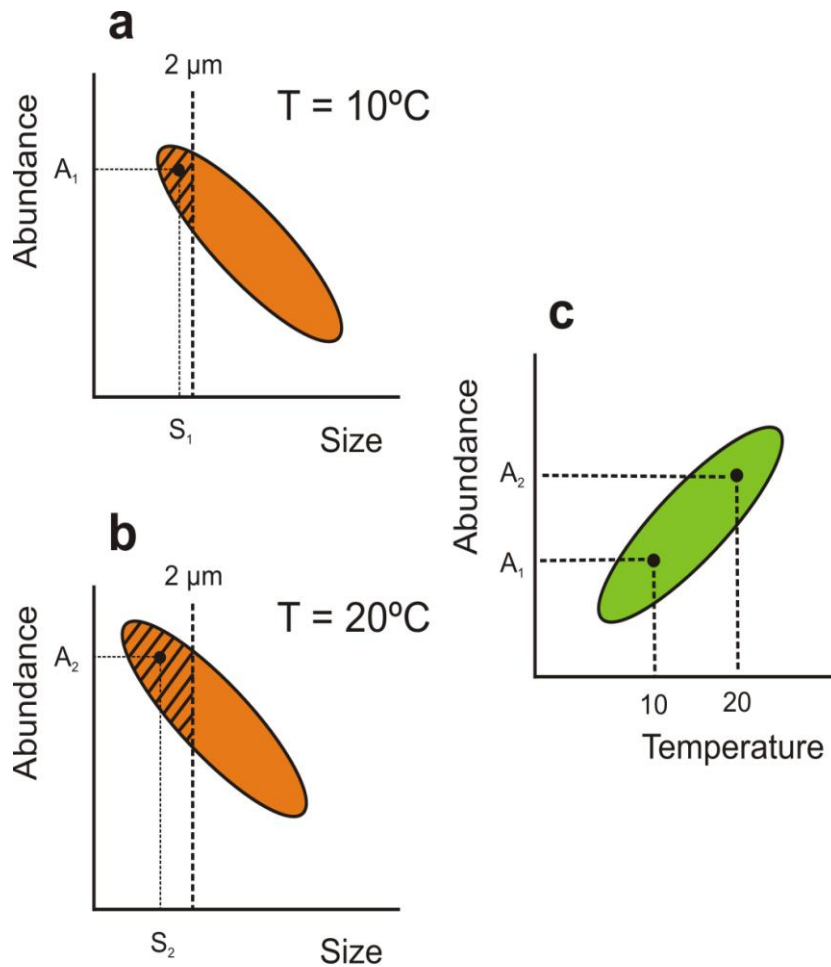 a
2 µm
T = 10ºC
Abundance
A1
S1
Size
b
2 µm
T = 20ºC
Abundance
A2
S2
Size
c
Abundance
A2
A1
10
20
Temperature